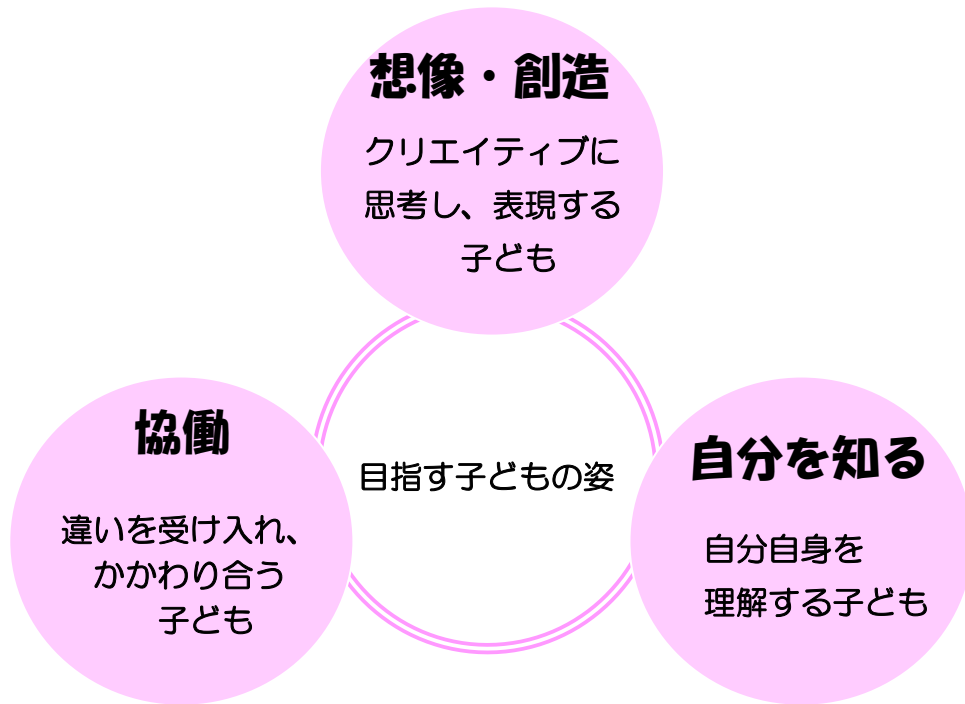 想像・創造
クリエイティブに
思考し、表現する
子ども
目指す子どもの姿
協働
違いを受け入れ、
かかわり合う
子ども
自分を知る
自分自身を
理解する子ども